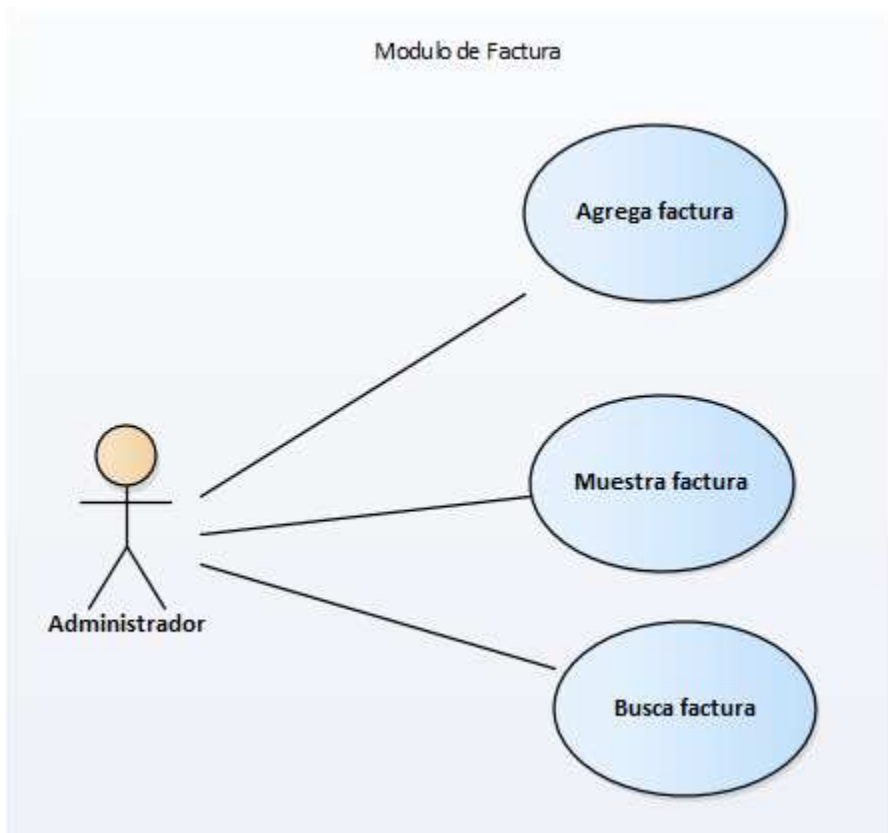 Modulo de Factura
Agrega factura
Muestra factura
Administrador
Busca factura